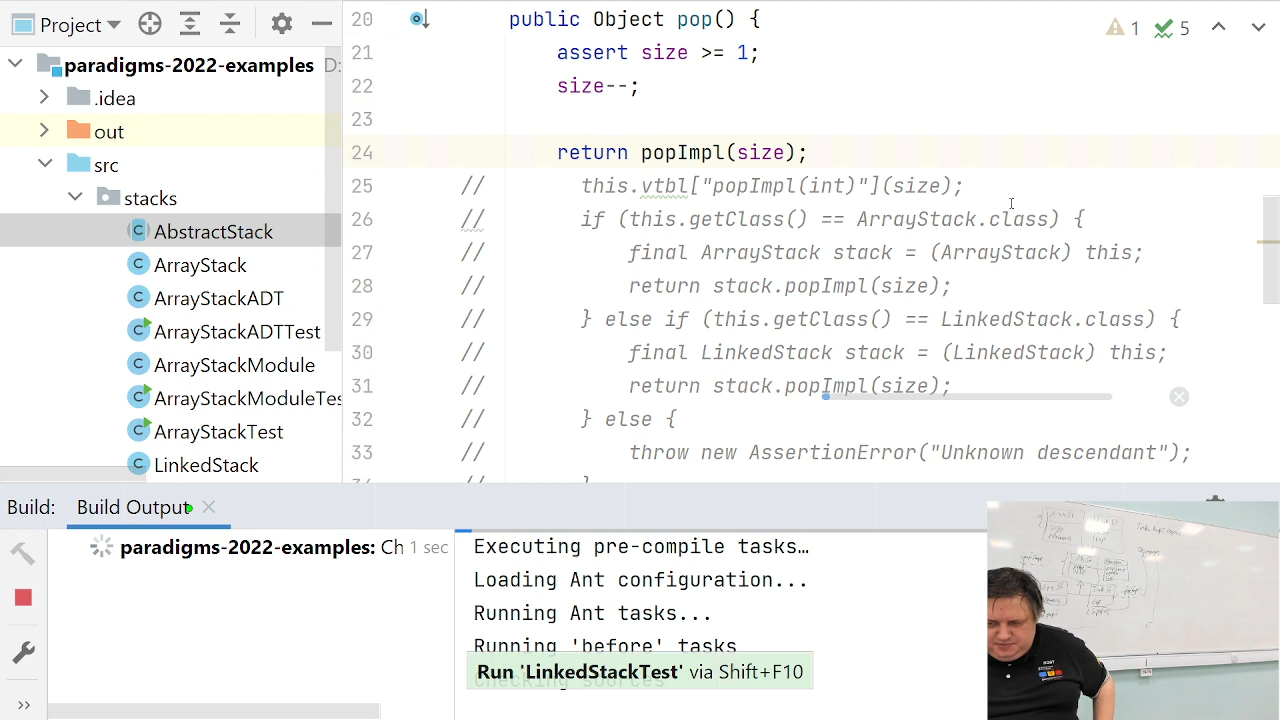 Project
paradigms-2022-examples D:
.idea
out
src
stacks
AbstractStack
ArrayStack
ArrayStackADT
ArrayStackADTTest
ArrayStackModule
ArrayStackModuleTes
ArrayStackTest
LinkedStack
1 5
20 public Object pop() {
21 assert size >= 1;
22 size--;
23
24 return popImpl(size);
25 // this.vtbl["popImpl(int)"](size);
26 // if (this.getClass() == ArrayStack.class) {
27 // final ArrayStack stack = (ArrayStack) this;
28 // return stack.popImpl(size);
29 // } else if (this.getClass() == LinkedStack.class) {
30 // final LinkedStack stack = (LinkedStack) this;
31 // return stack.popImpl(size);
32 // } else {
33 // throw new AssertionError("Unknown descendant");
Build: Build Output
paradigms-2022-examples: Ch 1 sec
Executing pre-compile tasks…
Loading Ant configuration...
Running Ant tasks...
Running 'before' tasks
Run 'LinkedStackTest' via Shift+F10